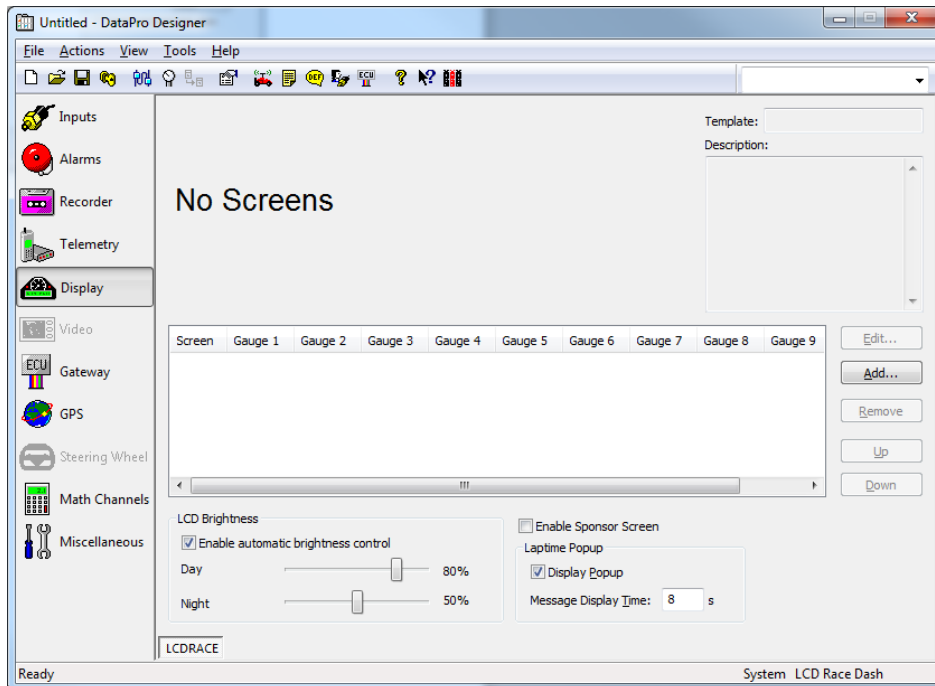 Untitled - DataPro Designer
File Actions View Tools Help
Inputs
Alarms
Recorder
Telemetry
Display
Video
ECU
Gateway
GPS
Steering Wheel
Math Channels
Miscellaneous
No Screens
Template:
Description:
Screen Gauge 1 Gauge 2 Gauge 3 Gauge 4 Gauge 5 Gauge 6 Gauge 7 Gauge 8 Gauge 9
Edit...
Add...
Remove
Up
Down
LCD Brightness
Enable automatic brightness control
Day 80%
Night 50%
Enable Sponsor Screen
Laptime Popup
Display Popup
Message Display Time: 8 s
LCDRACE
Ready System LCD Race Dash